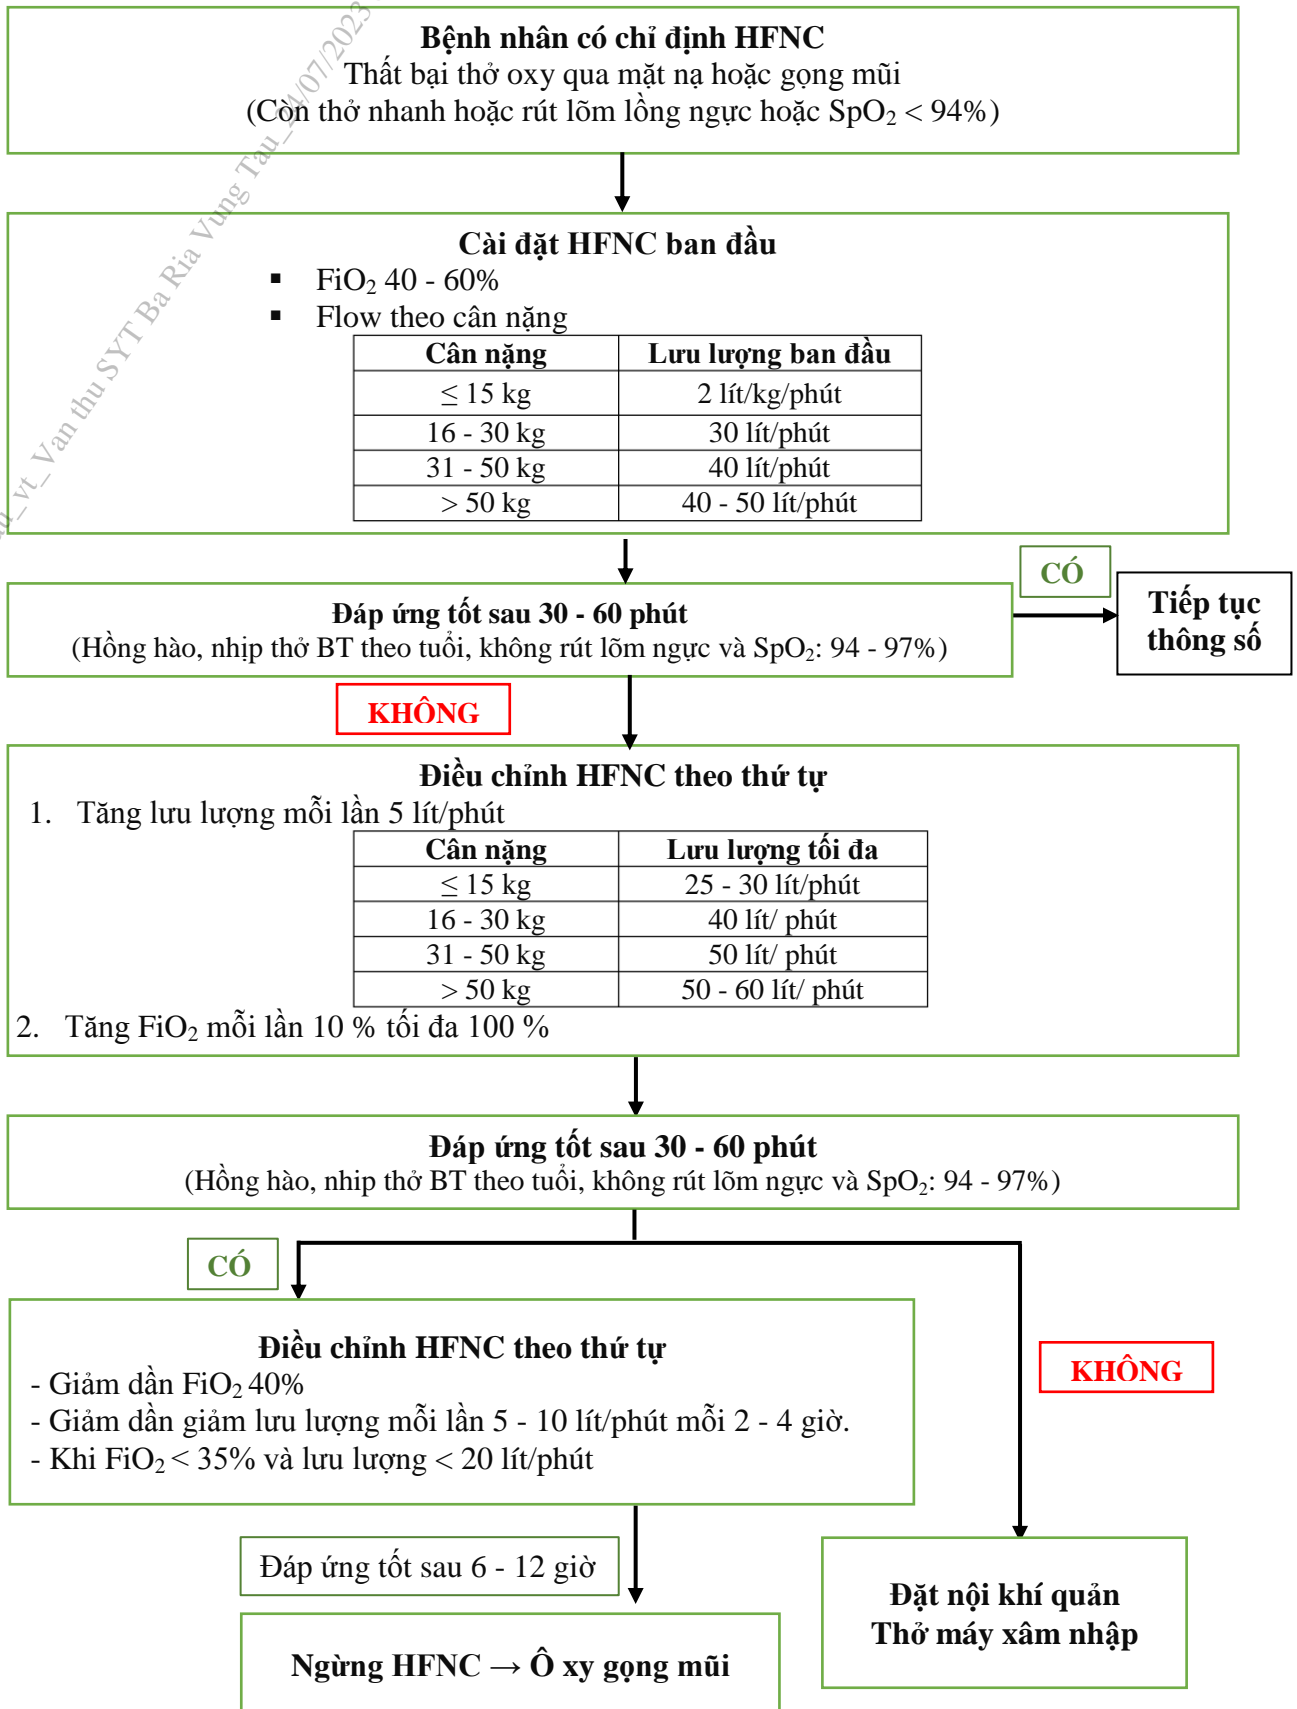 Bệnh nhân có chỉ định HFNC
Thất bại thở oxy qua mặt nạ hoặc gọng mũi
(Còn thở nhanh hoặc rút lõm lồng ngực hoặc SpO₂ < 94%)
vt_Van thu SYT Ba Ria Vung Tau_24/07/2023
Cài đặt HFNC ban đầu
▪ FiO₂ 40 - 60%
▪ Flow theo cân nặng
Cân nặng Lưu lượng ban đầu
≤ 15 kg 2 lít/kg/phút
16 - 30 kg 30 lít/phút
31 - 50 kg 40 lít/phút
> 50 kg 40 - 50 lít/phút
Đáp ứng tốt sau 30 - 60 phút
(Hồng hào, nhịp thở BT theo tuổi, không rút lõm ngực và SpO₂: 94 - 97%)
CÓ
Tiếp tục
thông số
KHÔNG
Điều chỉnh HFNC theo thứ tự
1. Tăng lưu lượng mỗi lần 5 lít/phút
Cân nặng Lưu lượng tối đa
≤ 15 kg 25 - 30 lít/phút
16 - 30 kg 40 lít/ phút
31 - 50 kg 50 lít/ phút
> 50 kg 50 - 60 lít/ phút
2. Tăng FiO₂ mỗi lần 10 % tối đa 100 %
Đáp ứng tốt sau 30 - 60 phút
(Hồng hào, nhip thở BT theo tuổi, không rút lõm ngực và SpO₂: 94 - 97%)
CÓ
Điều chỉnh HFNC theo thứ tự
- Giảm dần FiO₂ 40%
- Giảm dần giảm lưu lượng mỗi lần 5 - 10 lít/phút mỗi 2 - 4 giờ.
- Khi FiO₂ < 35% và lưu lượng < 20 lít/phút
KHÔNG
Đáp ứng tốt sau 6 - 12 giờ
Đặt nội khí quản
Thở máy xâm nhập
Ngừng HFNC → Ô xy gọng mũi